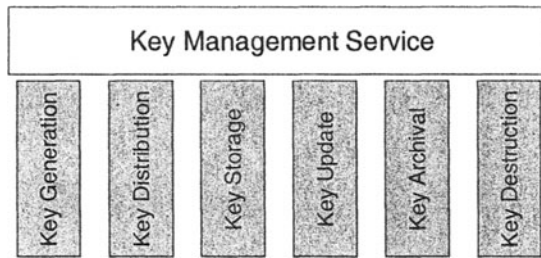 Key Management Service
Key Generation
Key Distribution
Key Storage
Key Update
Key Archival
Key Destruction